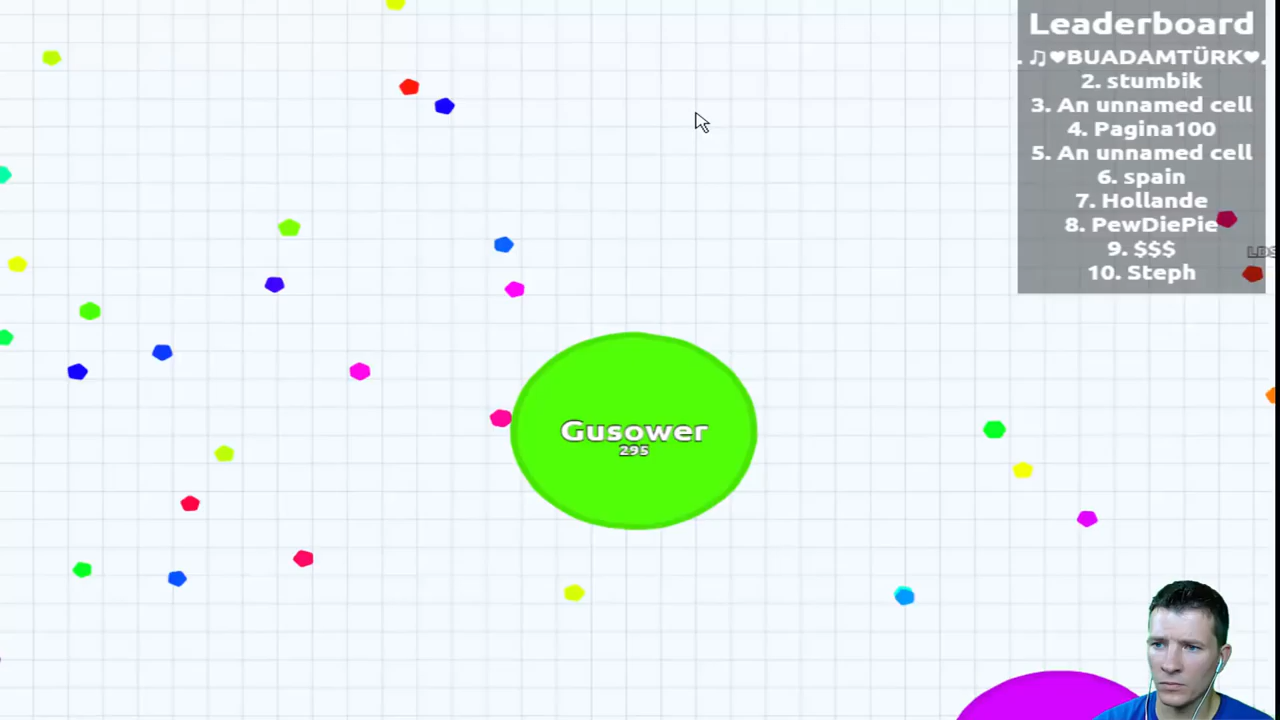 Leaderboard
. ♫♥BUADAMTÜRK♥.
2. stumbik
3. An unnamed cell
4. Pagina100
5. An unnamed cell
6. spain
7. Hollande
8. PewDiePie
9. $$$
10. Steph
Gusower
295